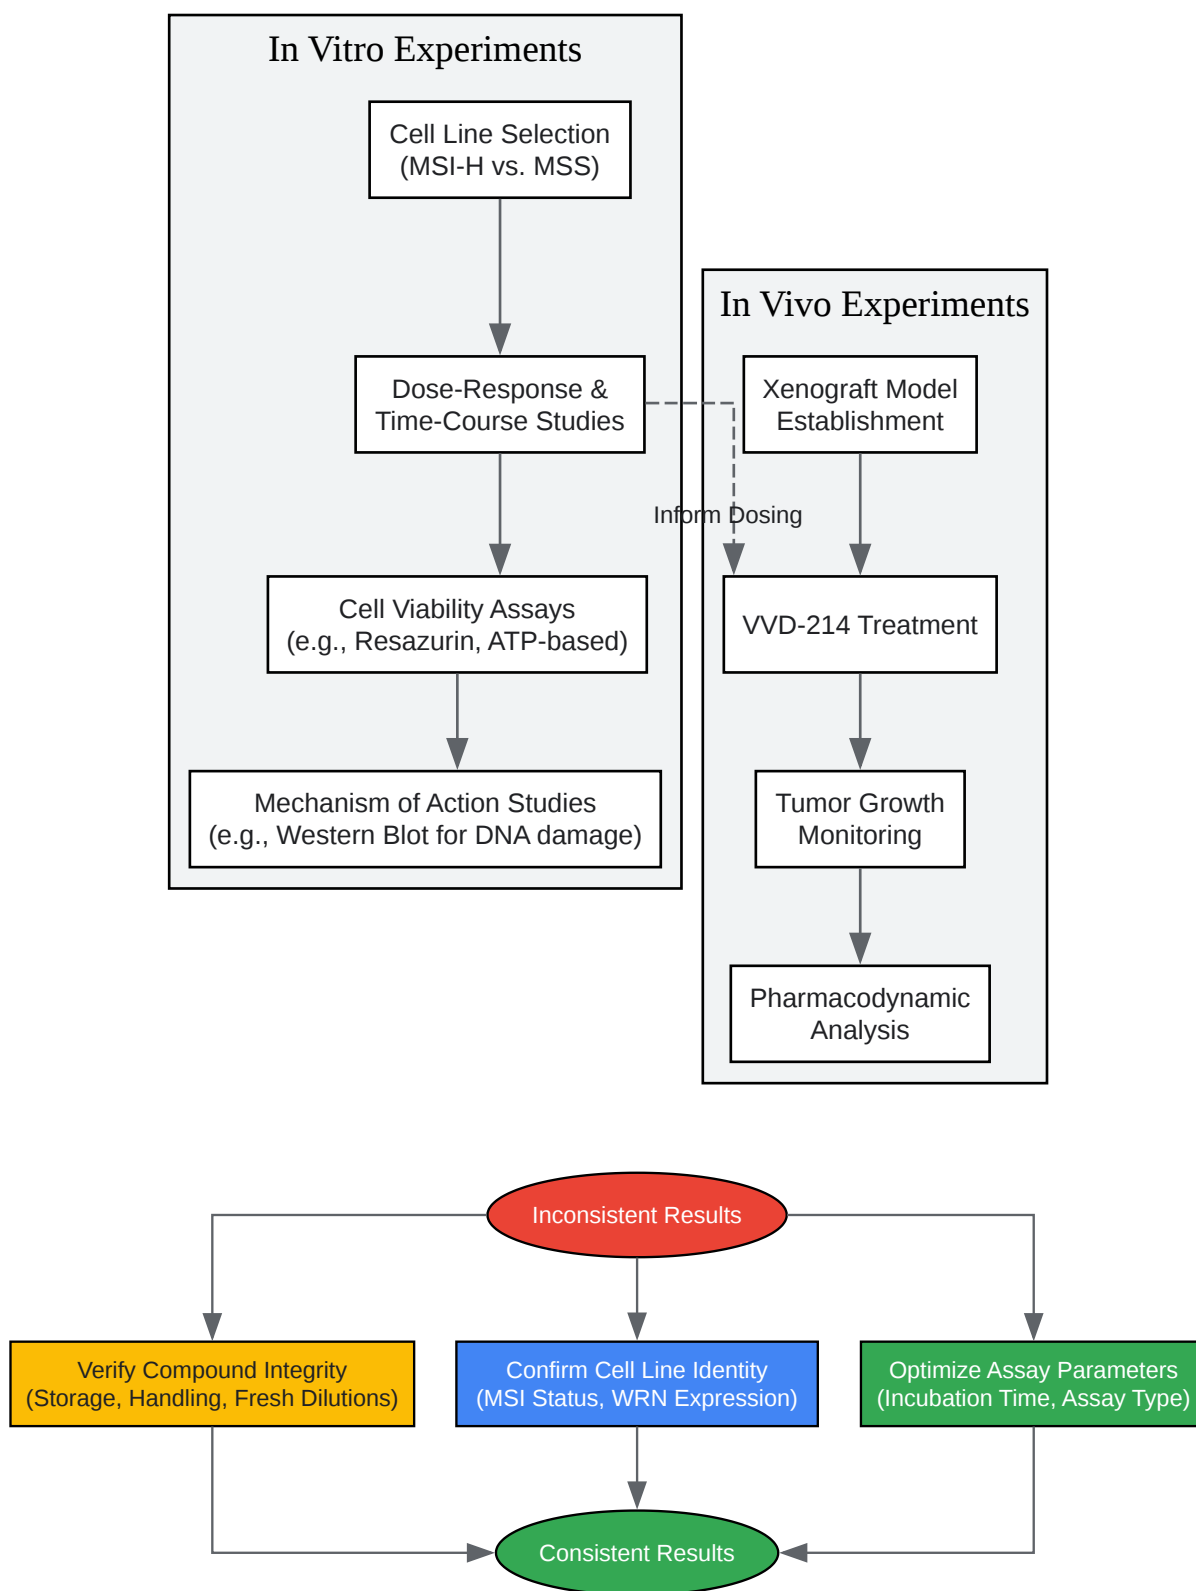 In Vitro Experiments
Cell Line Selection
(MSI-H vs. MSS)
Dose-Response &
Time-Course Studies
Cell Viability Assays
(e.g., Resazurin, ATP-based)
Mechanism of Action Studies
(e.g., Western Blot for DNA damage)
Inform Dosing
In Vivo Experiments
Xenograft Model
Establishment
VVD-214 Treatment
Tumor Growth
Monitoring
Pharmacodynamic
Analysis
Inconsistent Results
Verify Compound Integrity
(Storage, Handling, Fresh Dilutions)
Confirm Cell Line Identity
(MSI Status, WRN Expression)
Optimize Assay Parameters
(Incubation Time, Assay Type)
Consistent Results